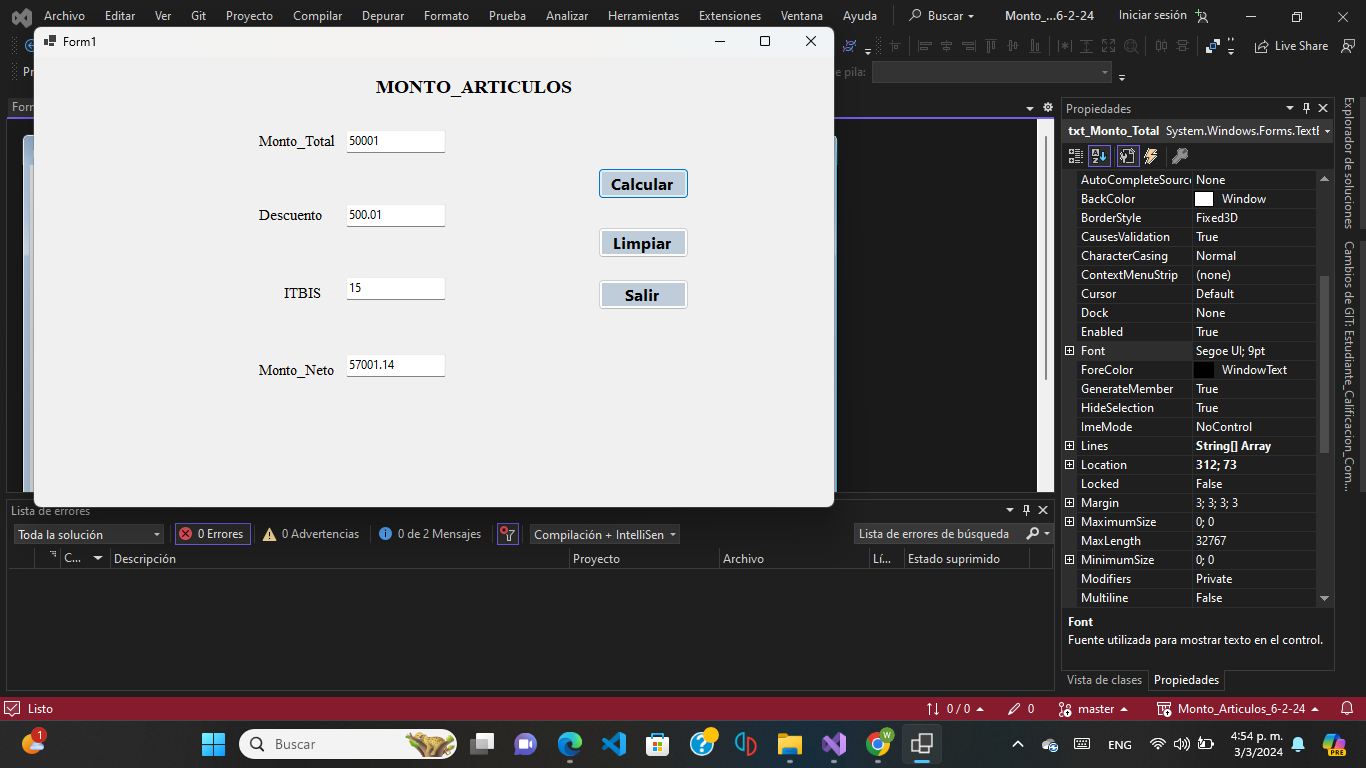 Archivo Editar Ver Git Proyecto Compilar Depurar Formato Prueba Analizar Herramientas Extensiones Ventana Ayuda Buscar Monto_...6-2-24 Iniciar sesión
Form1
Live Share
Pr
e pila:
Form
MONTO_ARTICULOS
Monto_Total 50001
Calcular
Descuento 500.01
Limpiar
ITBIS 15
Salir
Monto_Neto 57001.14
Propiedades
txt_Monto_Total System.Windows.Forms.TextE
AutoCompleteSource None
BackColor Window
BorderStyle Fixed3D
CausesValidation True
CharacterCasing Normal
ContextMenuStrip (none)
Cursor Default
Dock None
Enabled True
Font Segoe UI; 9pt
ForeColor WindowText
GenerateMember True
HideSelection True
ImeMode NoControl
Lines String[] Array
Location 312; 73
Locked False
Margin 3; 3; 3; 3
MaximumSize 0; 0
MaxLength 32767
MinimumSize 0; 0
Modifiers Private
Multiline False
Font
Fuente utilizada para mostrar texto en el control.
Vista de clases Propiedades
Explorador de soluciones
Cambios de GIT: Estudiante_Calificacion_Com...
Lista de errores
Toda la solución 0 Errores 0 Advertencias 0 de 2 Mensajes Compilación + IntelliSen Lista de errores de búsqueda
C... Descripción Proyecto Archivo Lí... Estado suprimido
Listo 0 / 0 0 master Monto_Articulos_6-2-24
1
Buscar
W
ENG
4:54 p. m.
3/3/2024
PRE